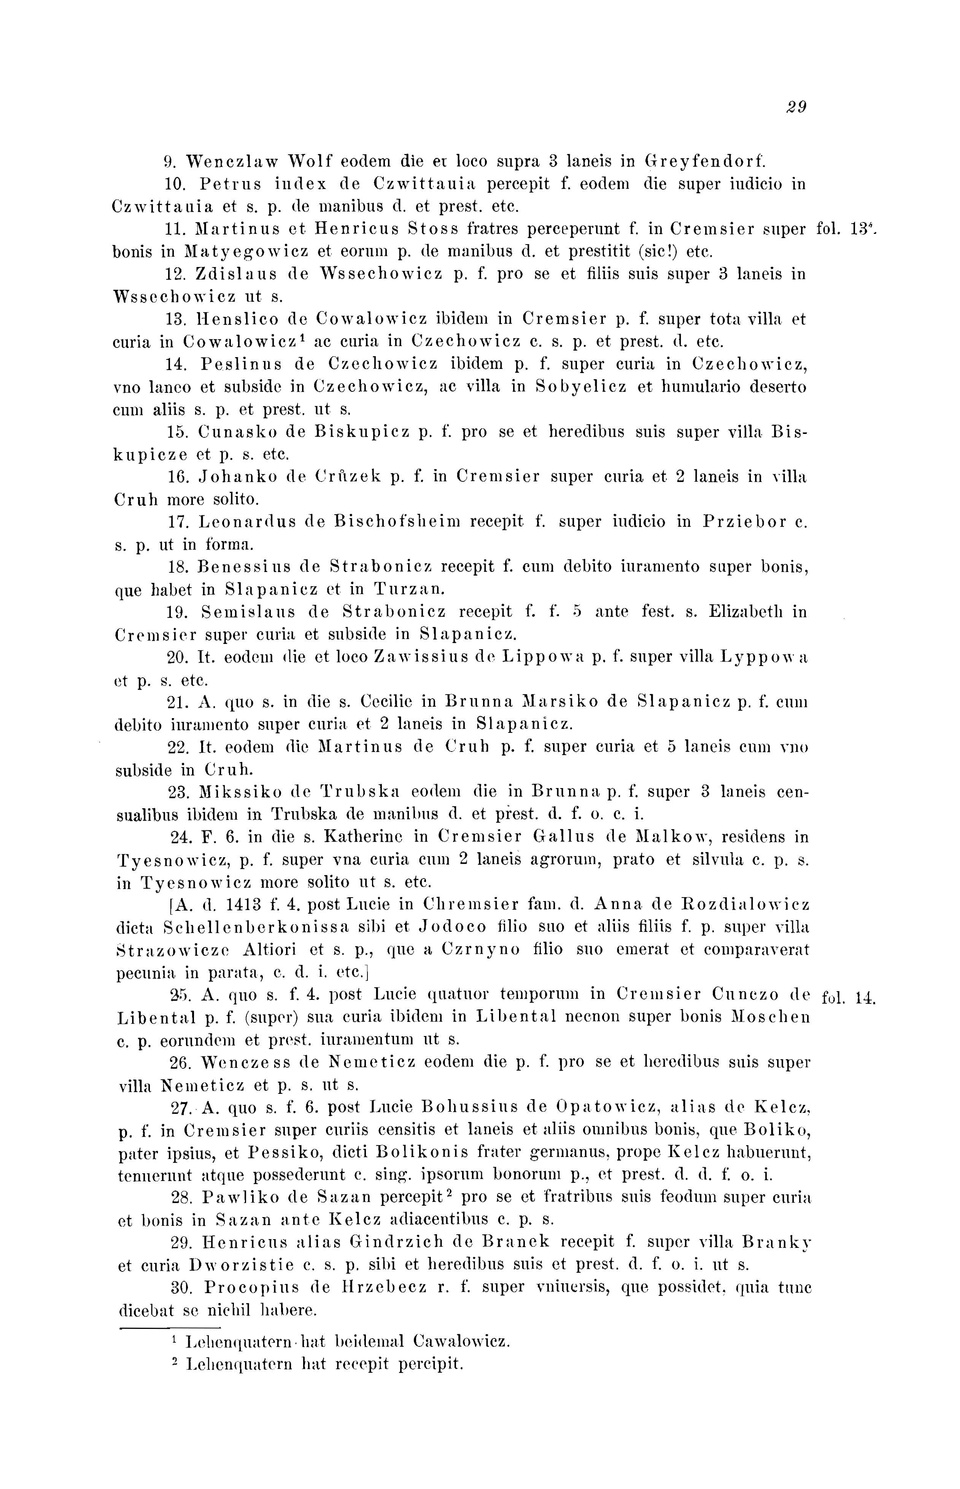 29
9. Wenczlaw Wolf eodem die et loco supra 3 laneis in Greyfendorf.
10. Petrus iudex de Czwittauia percepit f. eodem die super iudicio in
Czwittauia et s. p. de manibus d. et prest. etc.
11. Martinus et Henricus Stoss fratres perceperunt f. in Cremsier super fol. 13ᵃ.
bonis in Matyegowicz et eorum p. de manibus d. et prestitit (sic!) etc.
12. Zdislaus de Wssechowicz p. f. pro se et filiis suis super 3 laneis in
Wssechowicz ut s.
13. Henslico de Cowalowicz ibidem in Cremsier p. f. super tota villa et
curia in Cowalowicz¹ ac curia in Czechowicz c. s. p. et prest. d. etc.
14. Peslinus de Czechowicz ibidem p. f. super curia in Czechowicz,
vno laneo et subside in Czechowicz, ac villa in Sobyelicz et humulario deserto
cum aliis s. p. et prest. ut s.
15. Cunasko de Biskupicz p. f. pro se et heredibus suis super villa Bis-
kupicze et p. s. etc.
16. Johanko de Crůzek p. f. in Cremsier super curia et 2 laneis in villa
Cruh more solito.
17. Leonardus de Bischofsheim recepit f. super iudicio in Prziebor c.
s. p. ut in forma.
18. Benessius de Strabonicz recepit f. cum debito iuramento super bonis,
que habet in Slapanicz et in Turzan.
19. Semislaus de Strabonicz recepit f. f. 5 ante fest. s. Elizabeth in
Cremsier super curia et subside in Slapanicz.
20. It. eodem die et loco Zawissius de Lippowa p. f. super villa Lyppowa
et p. s. etc.
21. A. quo s. in die s. Cecilie in Brunna Marsiko de Slapanicz p. f. cum
debito iuramento super curia et 2 laneis in Slapanicz.
22. It. eodem die Martinus de Cruh p. f. super curia et 5 laneis cum vno
subside in Cruh.
23. Mikssiko de Trubska eodem die in Brunna p. f. super 3 laneis cen-
sualibus ibidem in Trubska de manibus d. et prest. d. f. o. c. i.
24. F. 6. in die s. Katherine in Cremsier Gallus de Malkow, residens in
Tyesnowicz, p. f. super vna curia cum 2 laneis agrorum, prato et silvula c. p. s.
in Tyesnowicz more solito ut s. etc.
[A. d. 1413 f. 4. post Lucie in Chremsier fam. d. Anna de Rozdialowicz
dicta Schellenberkonissa sibi et Jodoco filio suo et aliis filiis f. p. super villa
Strazowicze Altiori et s. p., que a Czrnyno filio suo emerat et comparaverat
pecunia in parata, c. d. i. etc.]
25. A. quo s. f. 4. post Lucie quatuor temporum in Cremsier Cunczo de fol. 14.
Libental p. f. (super) sua curia ibidem in Libental necnon super bonis Moschen
c. p. eorundem et prest. iuramentum ut s.
26. Wenczess de Nemeticz eodem die p. f. pro se et heredibus suis super
villa Nemeticz et p. s. ut s.
27. A. quo s. f. 6. post Lucie Bohussius de Opatowicz, alias de Kelcz,
p. f. in Cremsier super curiis censitis et laneis et aliis omnibus bonis, que Boliko,
pater ipsius, et Pessiko, dicti Bolikonis frater germanus, prope Kelcz habuerunt,
tenuerunt atque possederunt c. sing. ipsorum bonorum p., et prest. d. d. f. o. i.
28. Pawliko de Sazan percepit² pro se et fratribus suis feodum super curia
et bonis in Sazan ante Kelcz adiacentibus c. p. s.
29. Henricus alias Gindrzich de Branek recepit f. super villa Branky
et curia Dworzistie c. s. p. sibi et heredibus suis et prest. d. f. o. i. ut s.
30. Procopius de Hrzebecz r. f. super vniuersis, que possidet, quia tunc
dicebat se nichil habere.
¹ Lehenquatern hat beidemal Cawalowicz.
² Lehenquatern hat recepit percipit.